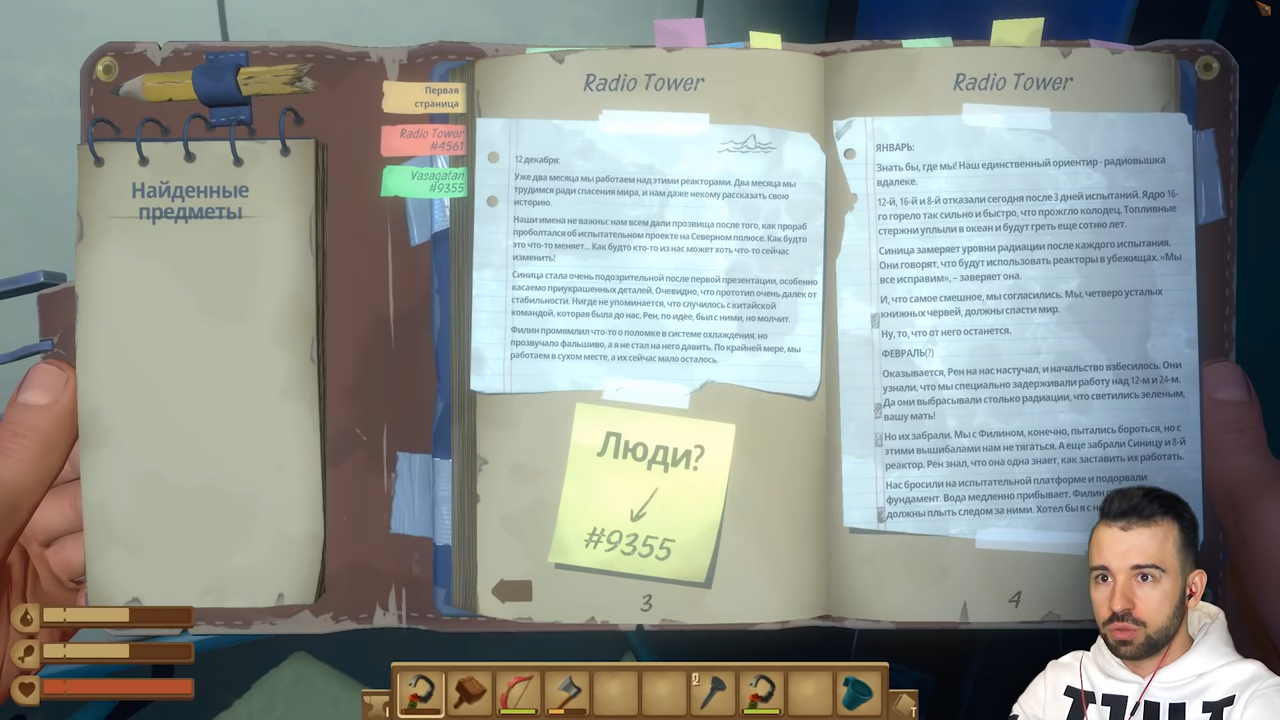 Найденные
предметы
Первая
страница
Radio Tower
#4561
Vasagatan
#9355
Radio Tower
12 декабря:
Уже два месяца мы работаем над этими реакторами. Два месяца мы
трудимся ради спасения мира, и нам даже некому рассказать свою
историю.
Наши имена не важны: нам всем дали прозвища после того, как прораб
проболтался об испытательном проекте на Северном полюсе. Как будто
это что-то меняет... Как будто кто-то из нас может хоть что-то сейчас
изменить!
Синица стала очень подозрительной после первой презентации, особенно
касаемо приукрашенных деталей. Очевидно, что прототип очень далек от
стабильности. Нигде не упоминается, что случилось с китайской
командой, которая была до нас. Рен, по идее, был с ними, но молчит.
Филин промямлил что-то о поломке в системе охлаждения, но
прозвучало фальшиво, а я не стал на него давить. По крайней мере, мы
работаем в сухом месте, а их сейчас мало осталось.
Люди?
#9355
3
Radio Tower
ЯНВАРЬ:
Знать бы, где мы! Наш единственный ориентир - радиовышка
вдалеке.
12-й, 16-й и 8-й отказали сегодня после 3 дней испытаний. Ядро 16-
го горело так сильно и быстро, что прожгло колодец. Топливные
стержни уплыли в океан и будут греть еще сотню лет.
Синица замеряет уровни радиации после каждого испытания.
Они говорят, что будут использовать реакторы в убежищах. «Мы
все исправим», – заверяет она.
И, что самое смешное, мы согласились. Мы, четверо усталых
книжных червей, должны спасти мир.
Ну, то, что от него останется.
ФЕВРАЛЬ(?)
Оказывается, Рен на нас настучал, и начальство взбесилось. Они
узнали, что мы специально задерживали работу над 12-м и 24-м.
Да они выбрасывали столько радиации, что светились зеленым,
вашу мать!
Но их забрали. Мы с Филином, конечно, пытались бороться, но с
этими вышибалами нам не тягаться. А еще забрали Синицу и 8-й
реактор. Рен знал, что она одна знает, как заставить их работать.
Нас бросили на испытательной платформе и подорвали
фундамент. Вода медленно прибывает. Филин
должны плыть следом за ними. Хотел бы я
4
2